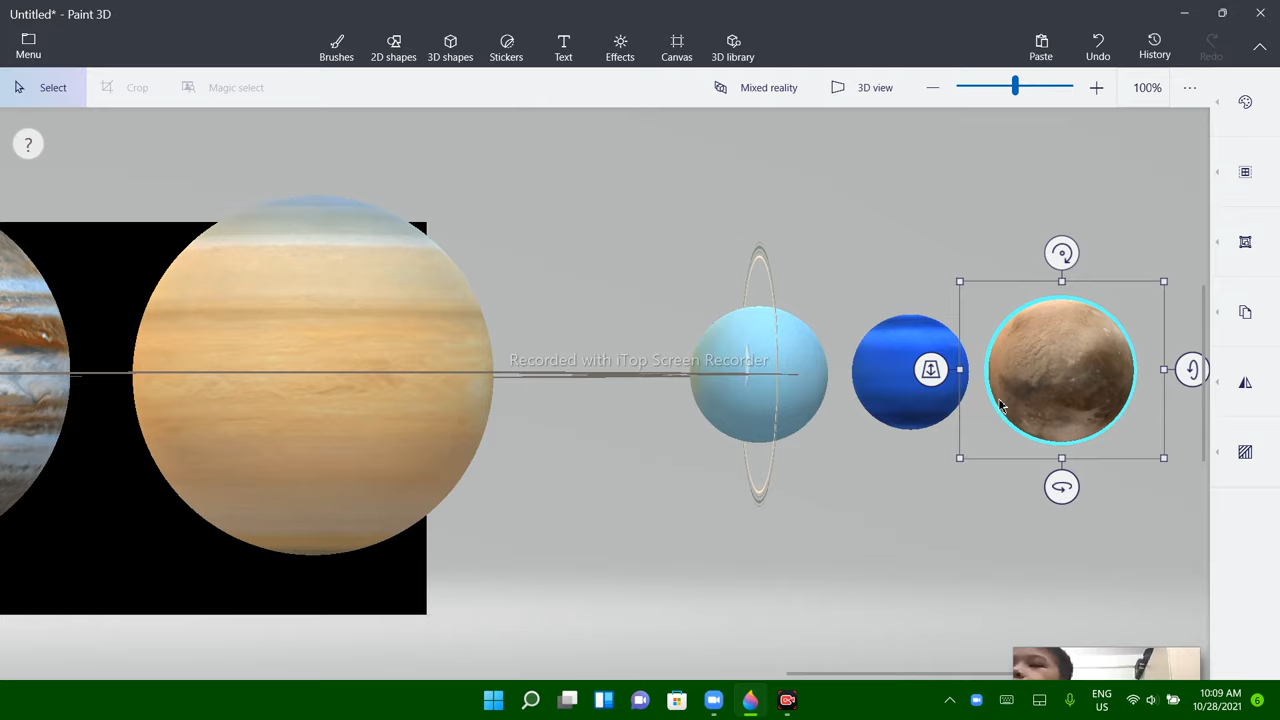 Untitled* - Paint 3D
Menu
Brushes
2D shapes
3D shapes
Stickers
Text
Effects
Canvas
3D library
Paste
Undo
History
Redo
Select
Crop
Magic select
Mixed reality
3D view
100%
?
Recorded with iTop Screen Recorder
ENG
US
10:09 AM
10/28/2021
6